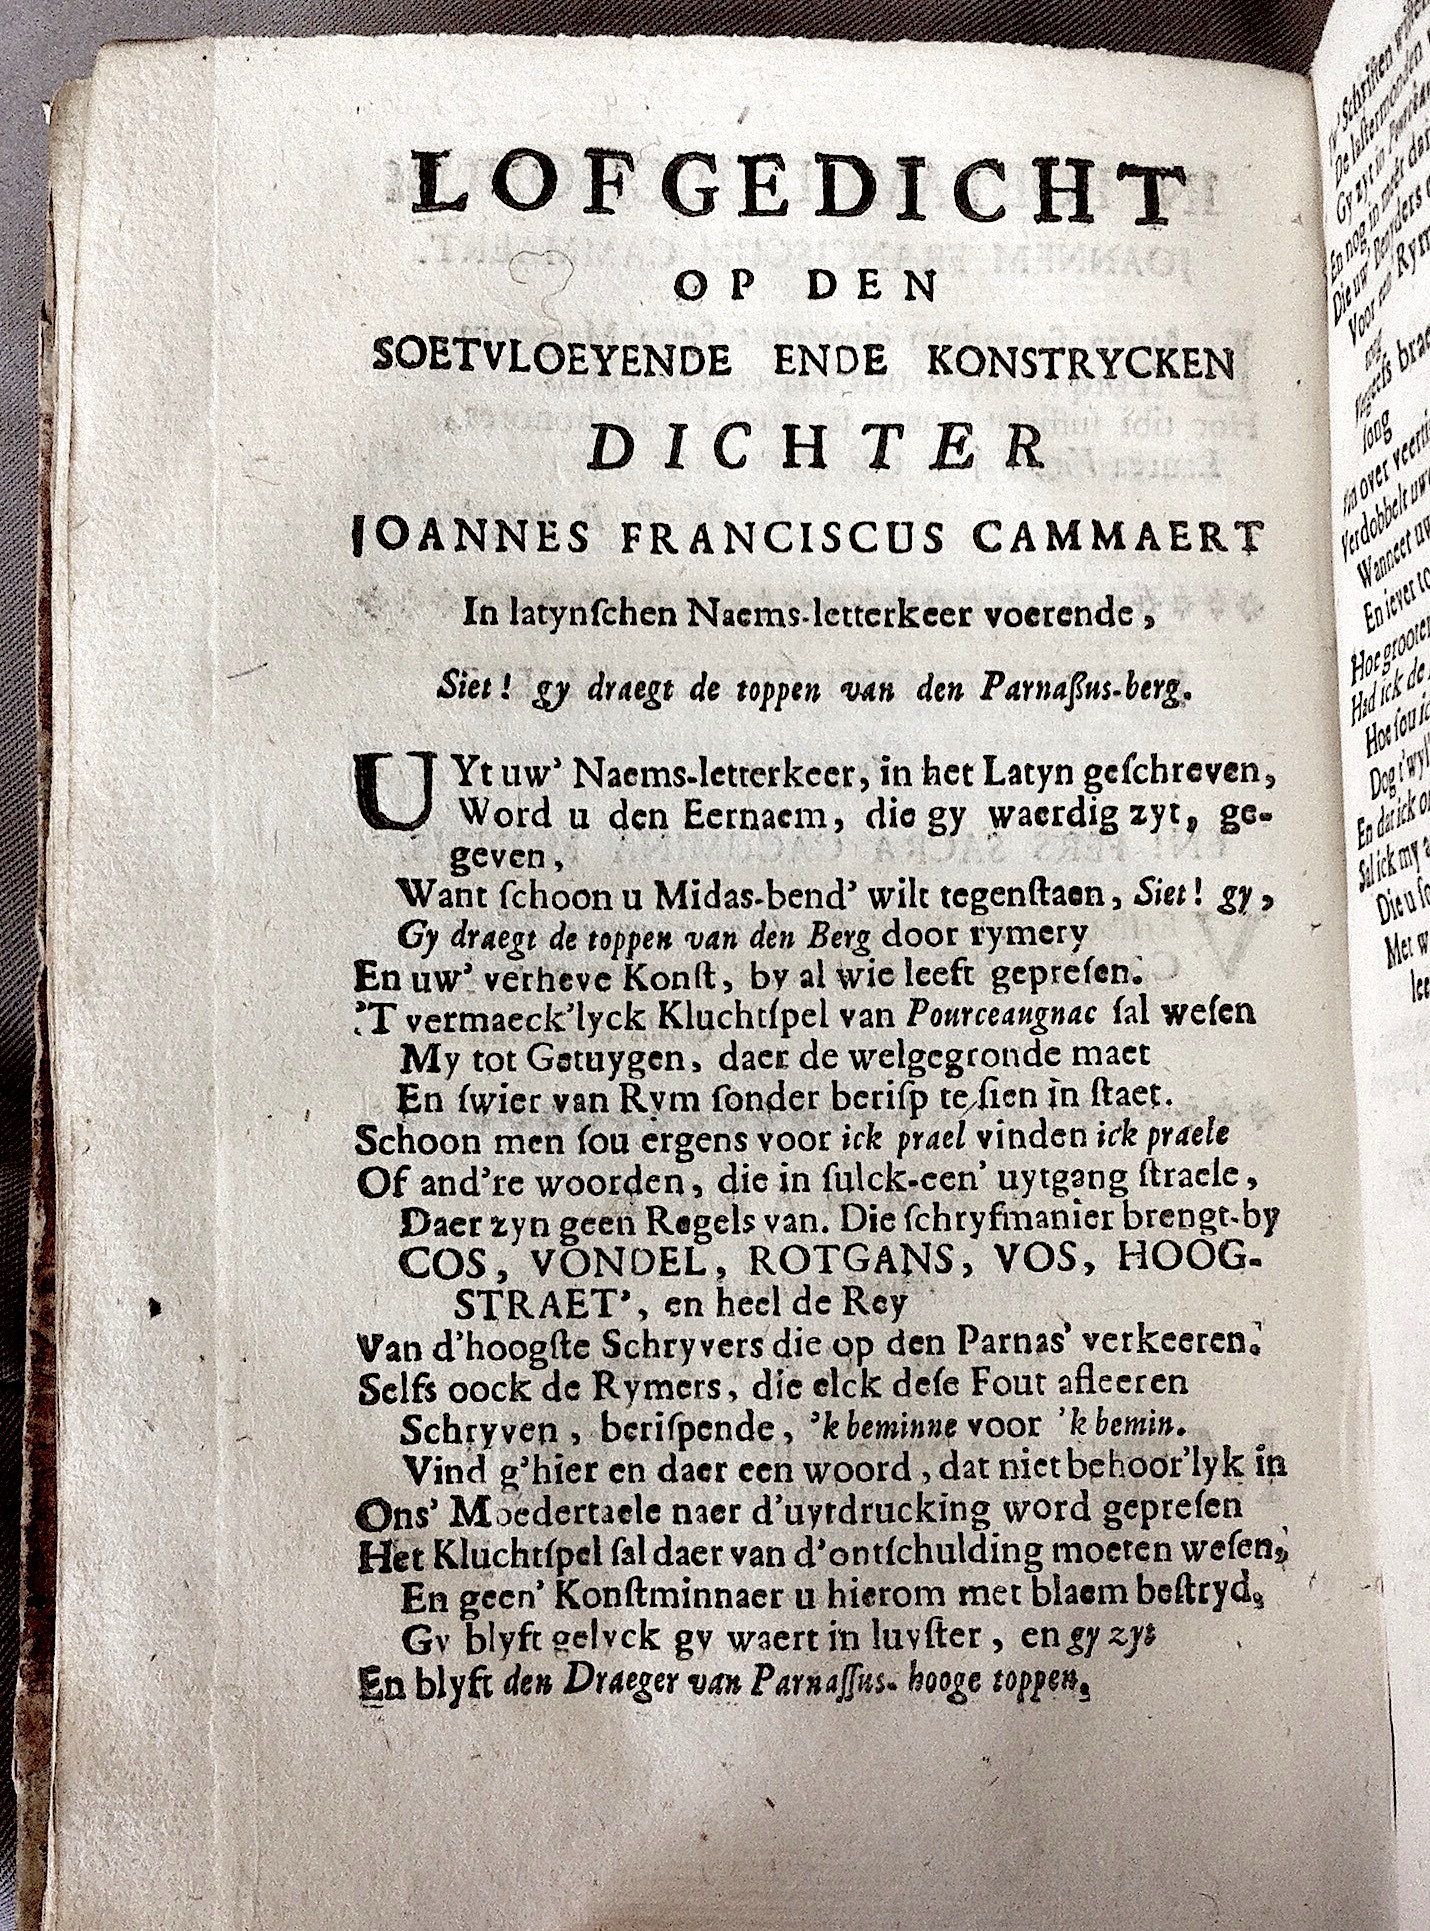 LOFGEDICHT
OP DEN
SOETVLOEYENDE ENDE KONSTRYCKEN
DICHTER
JOANNES FRANCISCUS CAMMAERT
In latynſchen Naems-letterkeer voerende,
Siet! gy draegt de toppen van den Parnaßus-berg.
UYt uw' Naems-letterkeer, in het Latyn geſchreven,
Word u den Eernaem, die gy waerdig zyt, ge-
geven,
Want ſchoon u Midas-bend' wilt tegenſtaen, Siet! gy,
Gy draegt de toppen van den Berg door rymery
En uw' verheve Konſt, by al wie leeft gepreſen.
'T vermaeck'lyck Kluchtſpel van Pourceaugnac ſal weſen
My tot Getuygen, daer de welgegronde maet
En ſwier van Rym ſonder beriſp te ſien in ſtaet.
Schoon men ſou ergens voor ick prael vinden ick praele
Of and're woorden, die in ſulck-een' uytgang ſtraele,
Daer zyn geen Regels van. Die ſchryfmanier brengt-by
COS, VONDEL, ROTGANS, VOS, HOOG-
STRAET', en heel de Rey
Van d'hoogſte Schryvers die op den Parnas' verkeeren.
Selfs oock de Rymers, die elck deſe Fout afleeren
Schryven, beriſpende, 'k beminne voor 'k bemin.
Vind g'hier en daer een woord, dat niet behoor'lyk in
Ons' Moedertaele naer d'uytdrucking word gepreſen
Het Kluchtſpel ſal daer van d'ontſchulding moeten weſen,
En geen' Konſtminnaer u hierom met blaem beſtryd,
Gy blyft gelyck gy waert in luyſter, en gy zyt
En blyft den Draeger van Parnaſſus-hooge toppen.